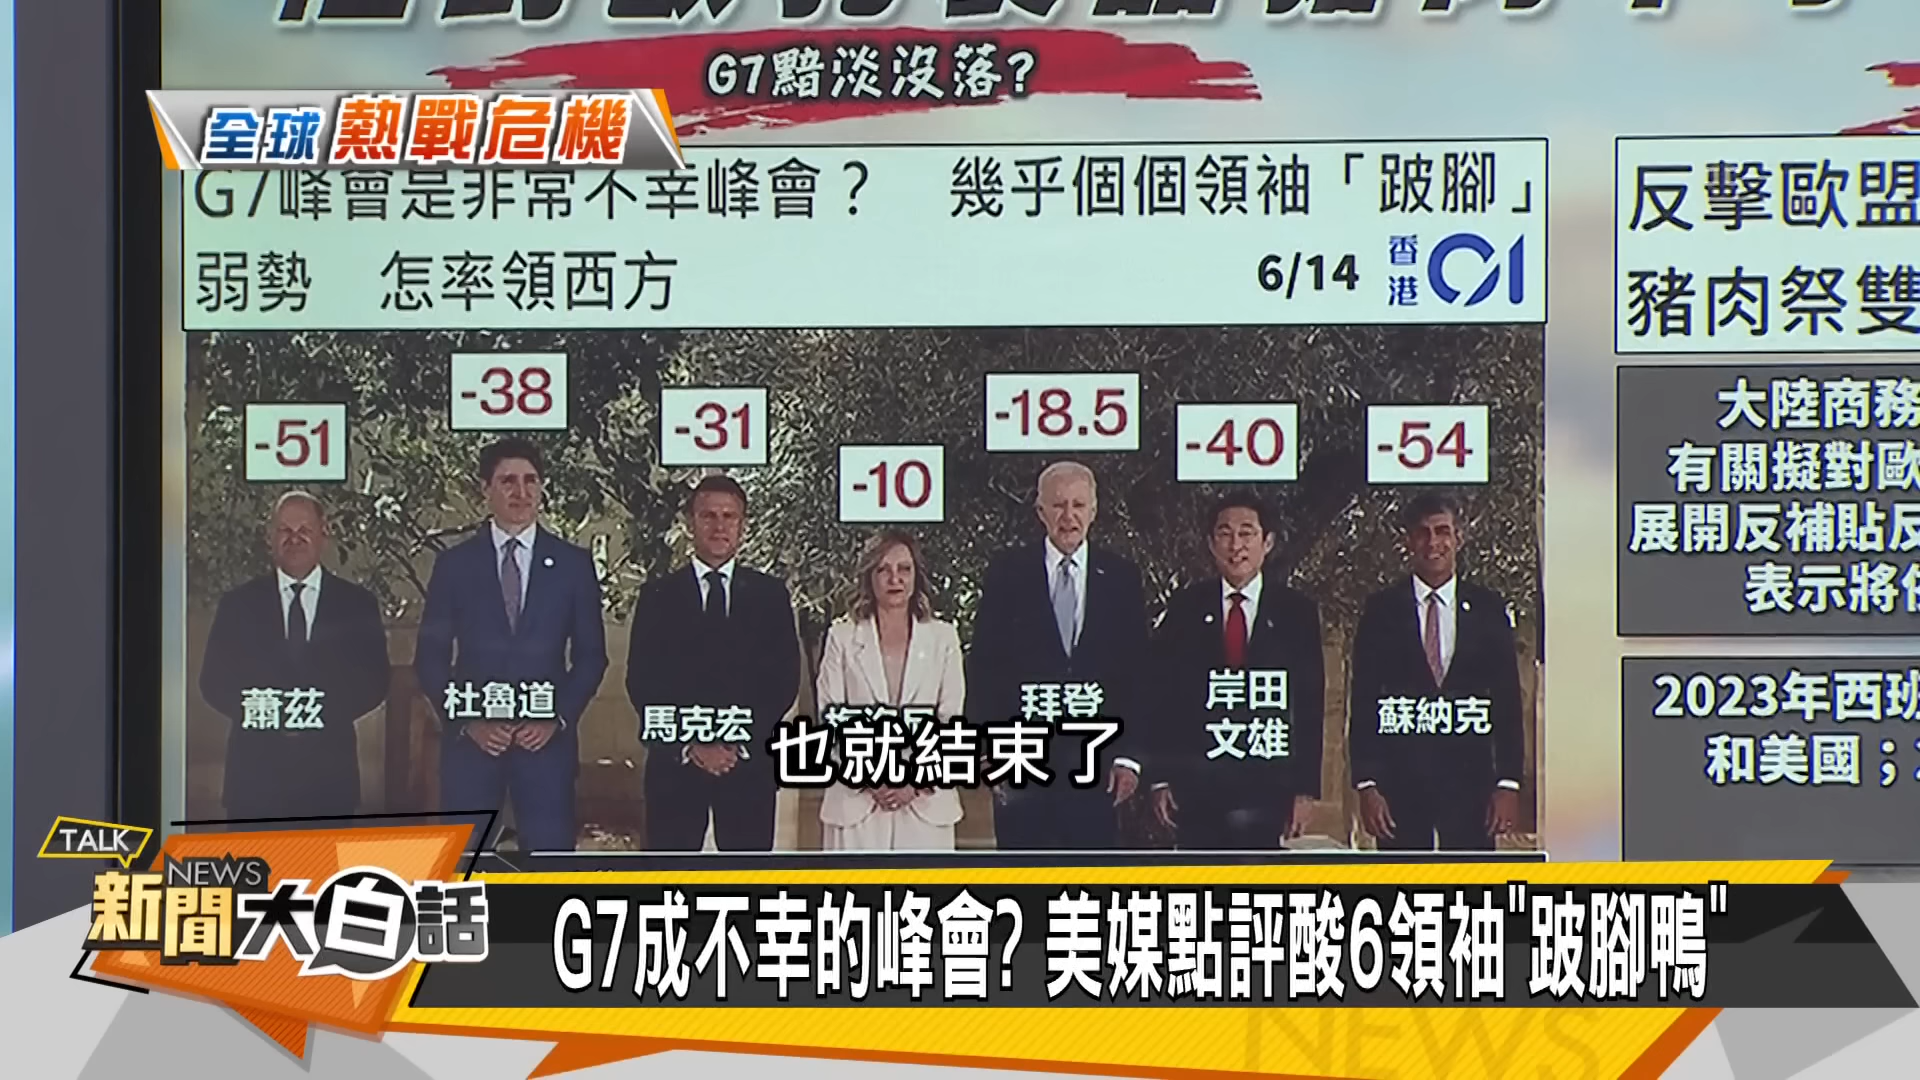 G7黯淡沒落?
全球熱戰危機
G7峰會是非常不幸峰會？ 幾乎個個領袖「跛腳」
弱勢 怎率領西方
6/14
香港01
反擊歐盟
豬肉祭雙
-51
-38
-31
-10
-18.5
-40
-54
大陸商務
有關擬對歐
展開反補貼反
表示將
蕭茲
杜魯道
馬克宏
拜登
岸田
文雄
蘇納克
2023年西班
和美國；
也就結束了
TALK
NEWS
新聞大白話
G7成不幸的峰會? 美媒點評酸6領袖"跛腳鴨"
NEWS